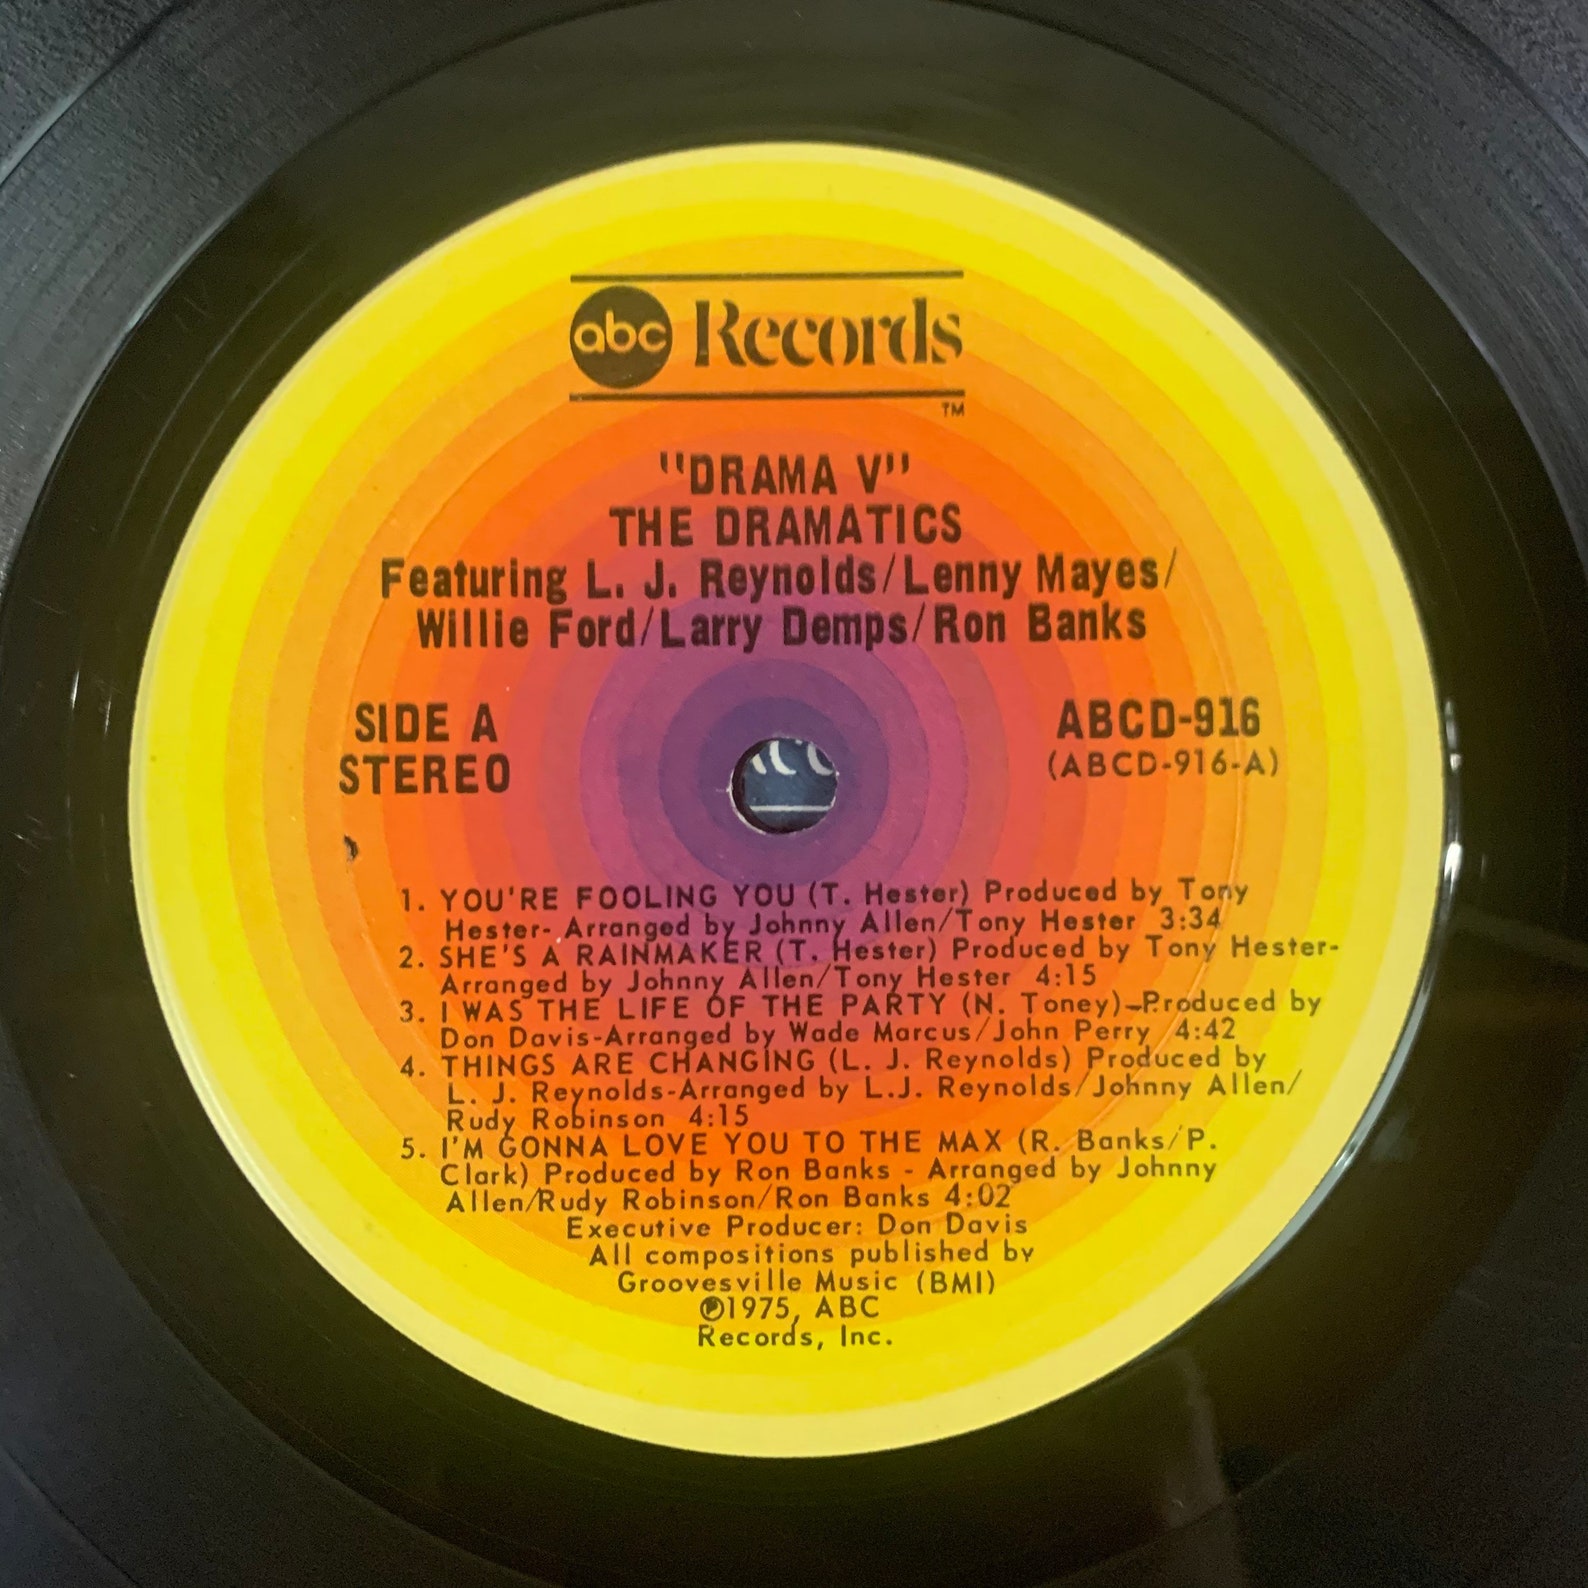 abc Records
TM
"DRAMA V"
THE DRAMATICS
Featuring L. J. Reynolds/Lenny Mayes/
Willie Ford/Larry Demps/Ron Banks
SIDE A
STEREO
ABCD-916
(ABCD-916-A)
1. YOU'RE FOOLING YOU (T. Hester) Produced by Tony
Hester- Arranged by Johnny Allen/Tony Hester 3:34
2. SHE'S A RAINMAKER (T. Hester) Produced by Tony Hester-
Arranged by Johnny Allen/Tony Hester 4:15
3. I WAS THE LIFE OF THE PARTY (N. Toney)-Produced by
Don Davis-Arranged by Wade Marcus/John Perry 4:42
4. THINGS ARE CHANGING (L. J. Reynolds) Produced by
L. J. Reynolds-Arranged by L.J. Reynolds/Johnny Allen/
Rudy Robinson 4:15
5. I'M GONNA LOVE YOU TO THE MAX (R. Banks/P.
Clark) Produced by Ron Banks - Arranged by Johnny
Allen/Rudy Robinson/Ron Banks 4:02
Executive Producer: Don Davis
All compositions published by
Groovesville Music (BMI)
℗1975, ABC
Records, Inc.